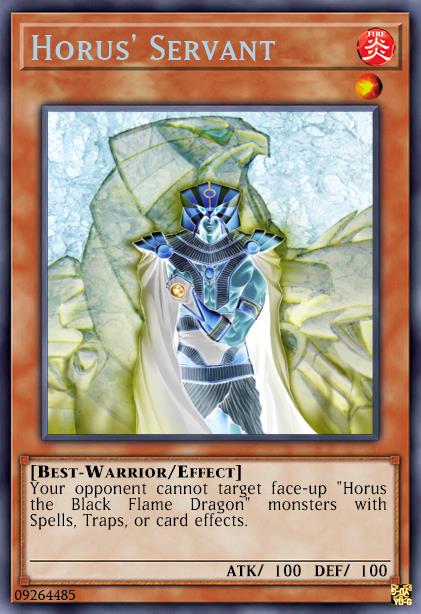 Horus' Servant
FIRE
炎
[Best-Warrior/Effect]
Your opponent cannot target face-up "Horus
the Black Flame Dragon" monsters with
Spells, Traps, or card effects.
ATK/ 100 DEF/ 100
09264485